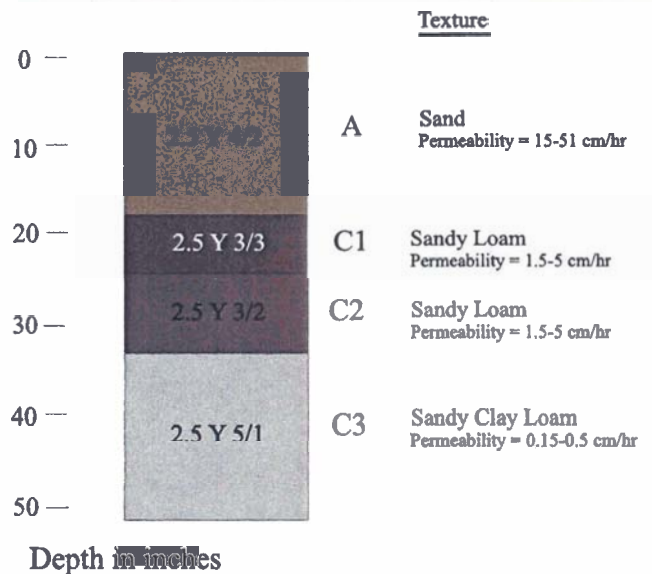 Texture
0
10
20
30
40
50
A
Sand
Permeability = 15-51 cm/hr
2.5 Y 3/3
C1
Sandy Loam
Permeability = 1.5-5 cm/hr
2.5 Y 3/2
C2
Sandy Loam
Permeability = 1.5-5 cm/hr
2.5 Y 5/1
C3
Sandy Clay Loam
Permeability = 0.15-0.5 cm/hr
Depth in inches